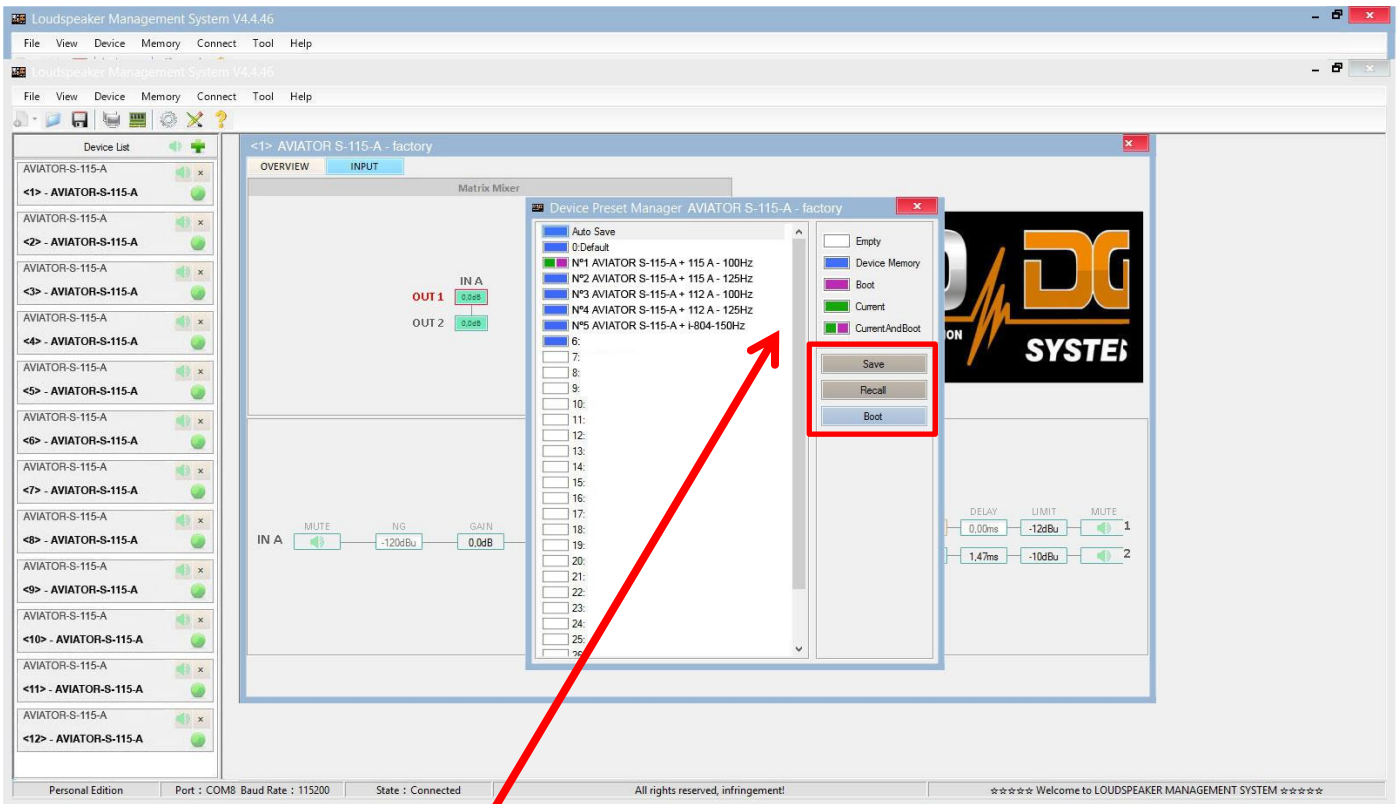 Loudspeaker Management System V4.4.46
File View Device Memory Connect Tool Help
Loudspeaker Management System V4.4.46
File View Device Memory Connect Tool Help
Device List
AVIATOR-S-115-A
<1> - AVIATOR-S-115-A
AVIATOR-S-115-A
<2> - AVIATOR-S-115-A
AVIATOR-S-115-A
<3> - AVIATOR-S-115-A
AVIATOR-S-115-A
<4> - AVIATOR-S-115-A
AVIATOR-S-115-A
<5> - AVIATOR-S-115-A
AVIATOR-S-115-A
<6> - AVIATOR-S-115-A
AVIATOR-S-115-A
<7> - AVIATOR-S-115-A
AVIATOR-S-115-A
<8> - AVIATOR-S-115-A
AVIATOR-S-115-A
<9> - AVIATOR-S-115-A
AVIATOR-S-115-A
<10> - AVIATOR-S-115-A
AVIATOR-S-115-A
<11> - AVIATOR-S-115-A
AVIATOR-S-115-A
<12> - AVIATOR-S-115-A
<1> AVIATOR S-115-A - factory
OVERVIEW INPUT
Matrix Mixer
IN A
OUT 1 0,0dB
OUT 2 0,0dB
IN A MUTE NG -120dBu GAIN 0,0dB
Device Preset Manager AVIATOR S-115-A - factory
Auto Save
0:Default
Nº1 AVIATOR S-115-A + 115 A - 100Hz
Nº2 AVIATOR S-115-A + 115 A - 125Hz
Nº3 AVIATOR S-115-A + 112 A - 100Hz
Nº4 AVIATOR S-115-A + 112 A - 125Hz
Nº5 AVIATOR S-115-A + i-804-150Hz
6:
7:
8:
9:
10:
11:
12:
13:
14:
15:
16:
17:
18:
19:
20:
21:
22:
23:
24:
25:
26:
Empty
Device Memory
Boot
Current
CurrentAndBoot
Save
Recall
Boot
DG
ION
SYSTE
DELAY LIMIT MUTE
0,00ms -12dBu 1
1,47ms -10dBu 2
Personal Edition Port : COM8 Baud Rate : 115200 State : Connected All rights reserved, infringement! ☆☆☆☆☆ Welcome to LOUDSPEAKER MANAGEMENT SYSTEM ☆☆☆☆☆